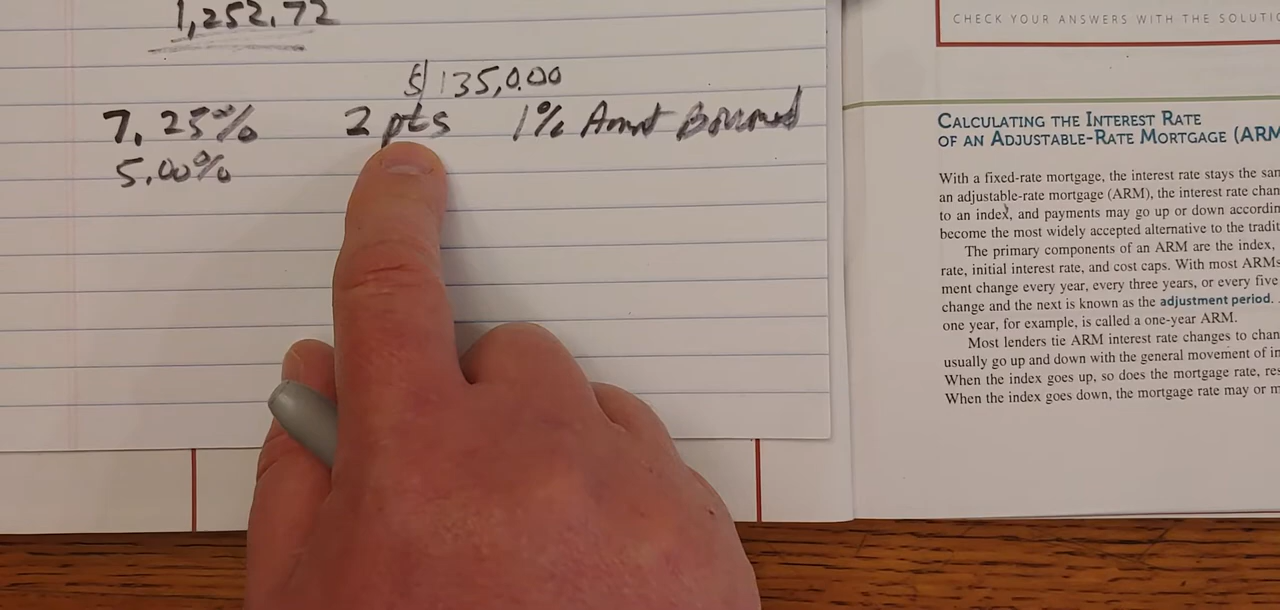 1,252.72
$135,000
7.25% 2 pts 1% Amnt Borrowed
5.00%
CHECK YOUR ANSWERS WITH THE SOLUTIO
CALCULATING THE INTEREST RATE
OF AN ADJUSTABLE-RATE MORTGAGE (ARM
With a fixed-rate mortgage, the interest rate stays the sam
an adjustable-rate mortgage (ARM), the interest rate chan
to an index, and payments may go up or down accordin
become the most widely accepted alternative to the tradit
The primary components of an ARM are the index,
rate, initial interest rate, and cost caps. With most ARMs
ment change every year, every three years, or every five
change and the next is known as the adjustment period.
one year, for example, is called a one-year ARM.
Most lenders tie ARM interest rate changes to chan
usually go up and down with the general movement of in
When the index goes up, so does the mortgage rate, res
When the index goes down, the mortgage rate may or m